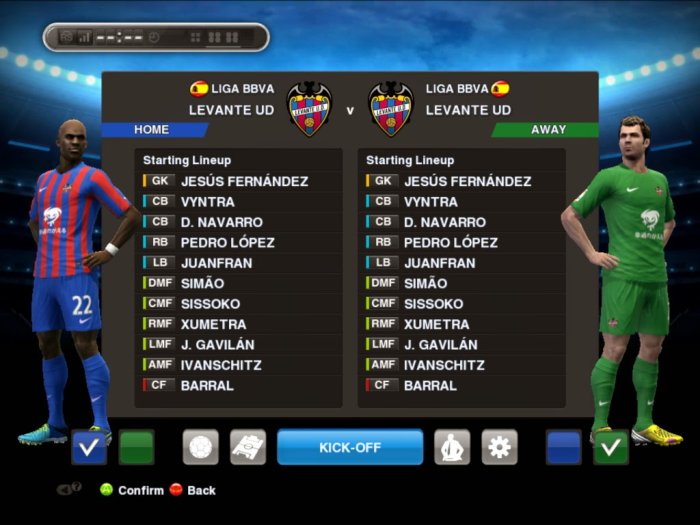 LIGA BBVA
LEVANTE UD
v
LIGA BBVA
LEVANTE UD
HOME
AWAY
Starting Lineup
GK JESÚS FERNÁNDEZ
CB VYNTRA
CB D. NAVARRO
RB PEDRO LÓPEZ
LB JUANFRAN
DMF SIMÃO
CMF SISSOKO
RMF XUMETRA
LMF J. GAVILÁN
AMF IVANSCHITZ
CF BARRAL
Starting Lineup
GK JESÚS FERNÁNDEZ
CB VYNTRA
CB D. NAVARRO
RB PEDRO LÓPEZ
LB JUANFRAN
DMF SIMÃO
CMF SISSOKO
RMF XUMETRA
LMF J. GAVILÁN
AMF IVANSCHITZ
CF BARRAL
22
KICK-OFF
Confirm Back